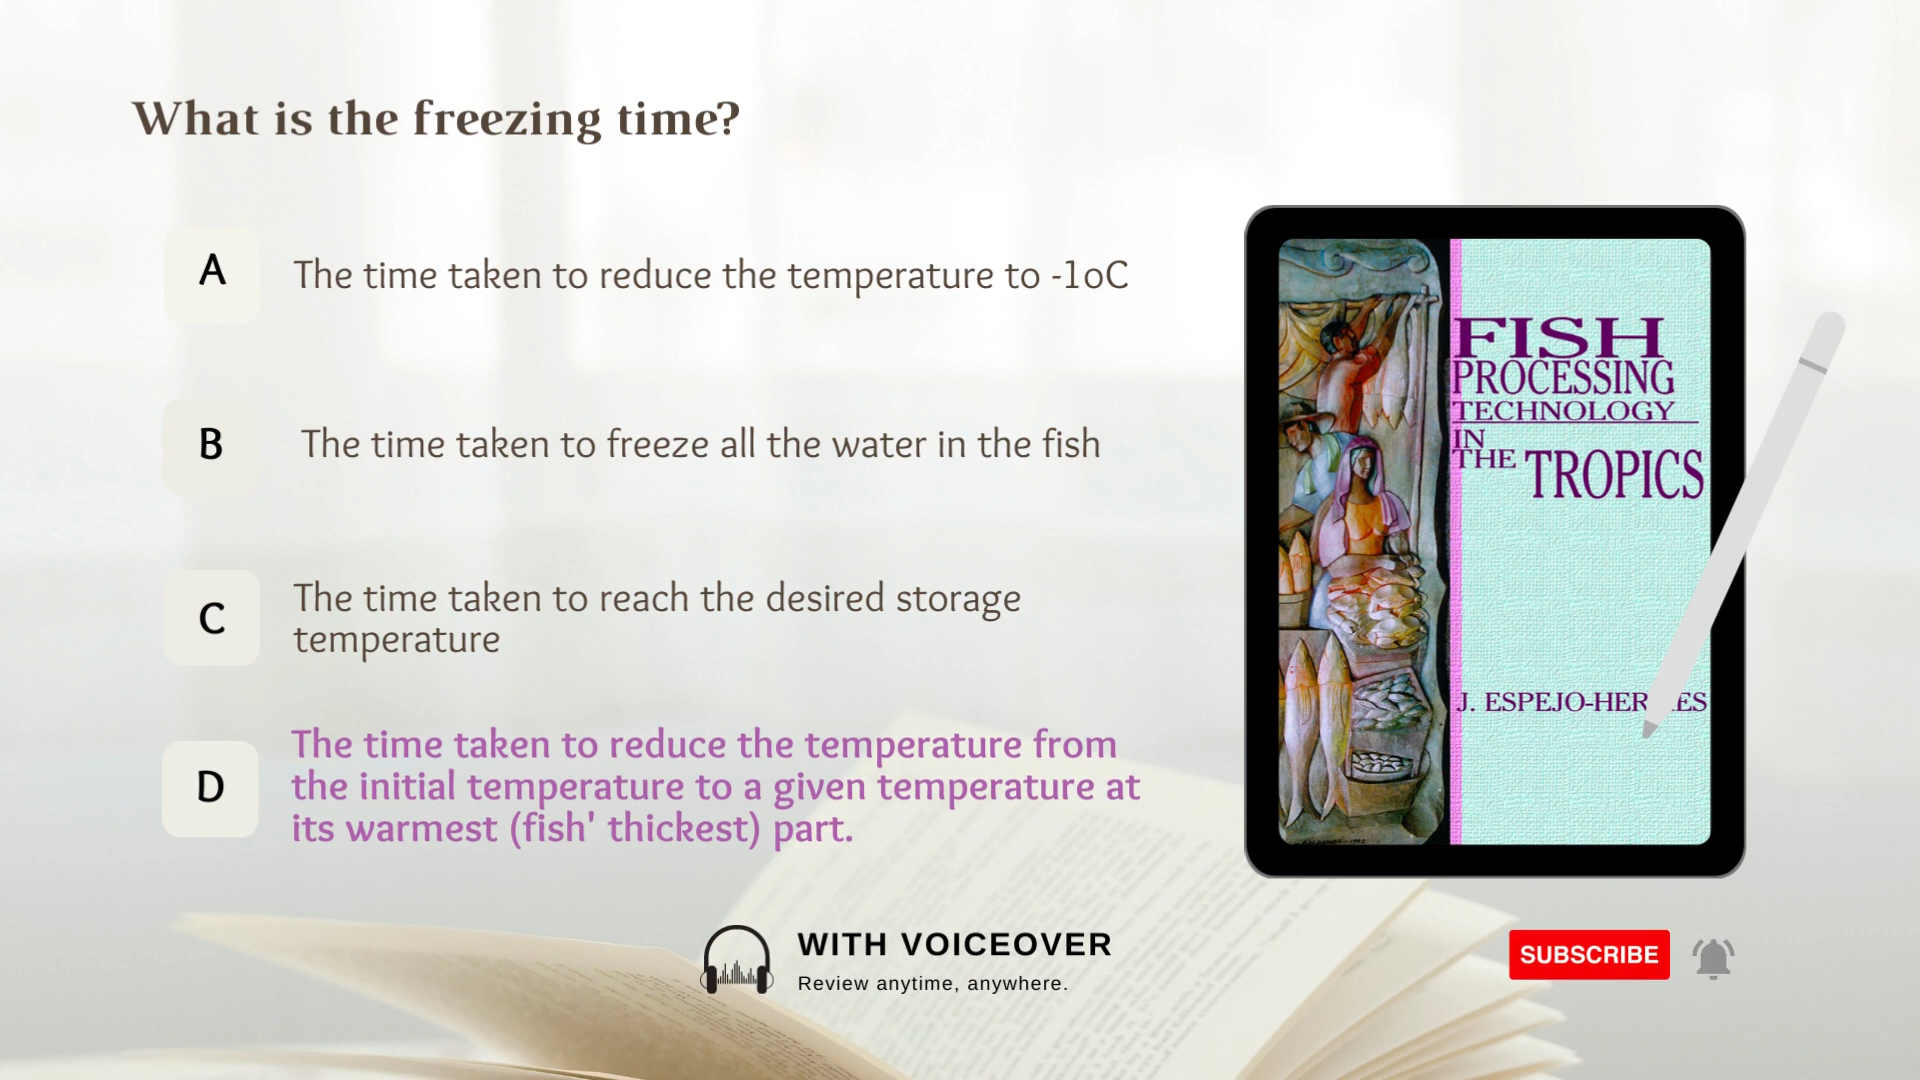 What is the freezing time?
A
The time taken to reduce the temperature to -1oC
B
The time taken to freeze all the water in the fish
C
The time taken to reach the desired storage
temperature
D
The time taken to reduce the temperature from
the initial temperature to a given temperature at
its warmest (fish' thickest) part.
FISH
PROCESSING
TECHNOLOGY
IN
THE TROPICS
J.
WITH VOICEOVER
Review anytime, anywhere.
SUBSCRIBE